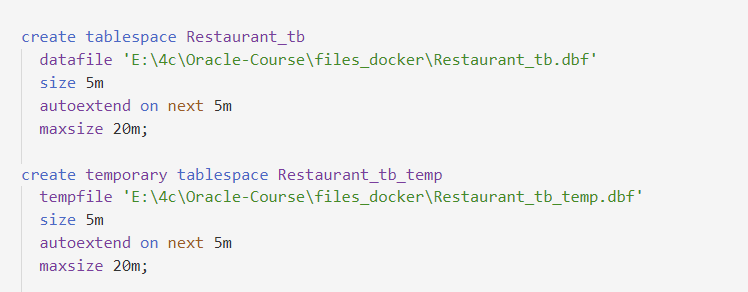 create tablespace Restaurant_tb
datafile 'E:\4c\Oracle-Course\files_docker\Restaurant_tb.dbf'
size 5m
autoextend on next 5m
maxsize 20m;
create temporary tablespace Restaurant_tb_temp
tempfile 'E:\4c\Oracle-Course\files_docker\Restaurant_tb_temp.dbf'
size 5m
autoextend on next 5m
maxsize 20m;